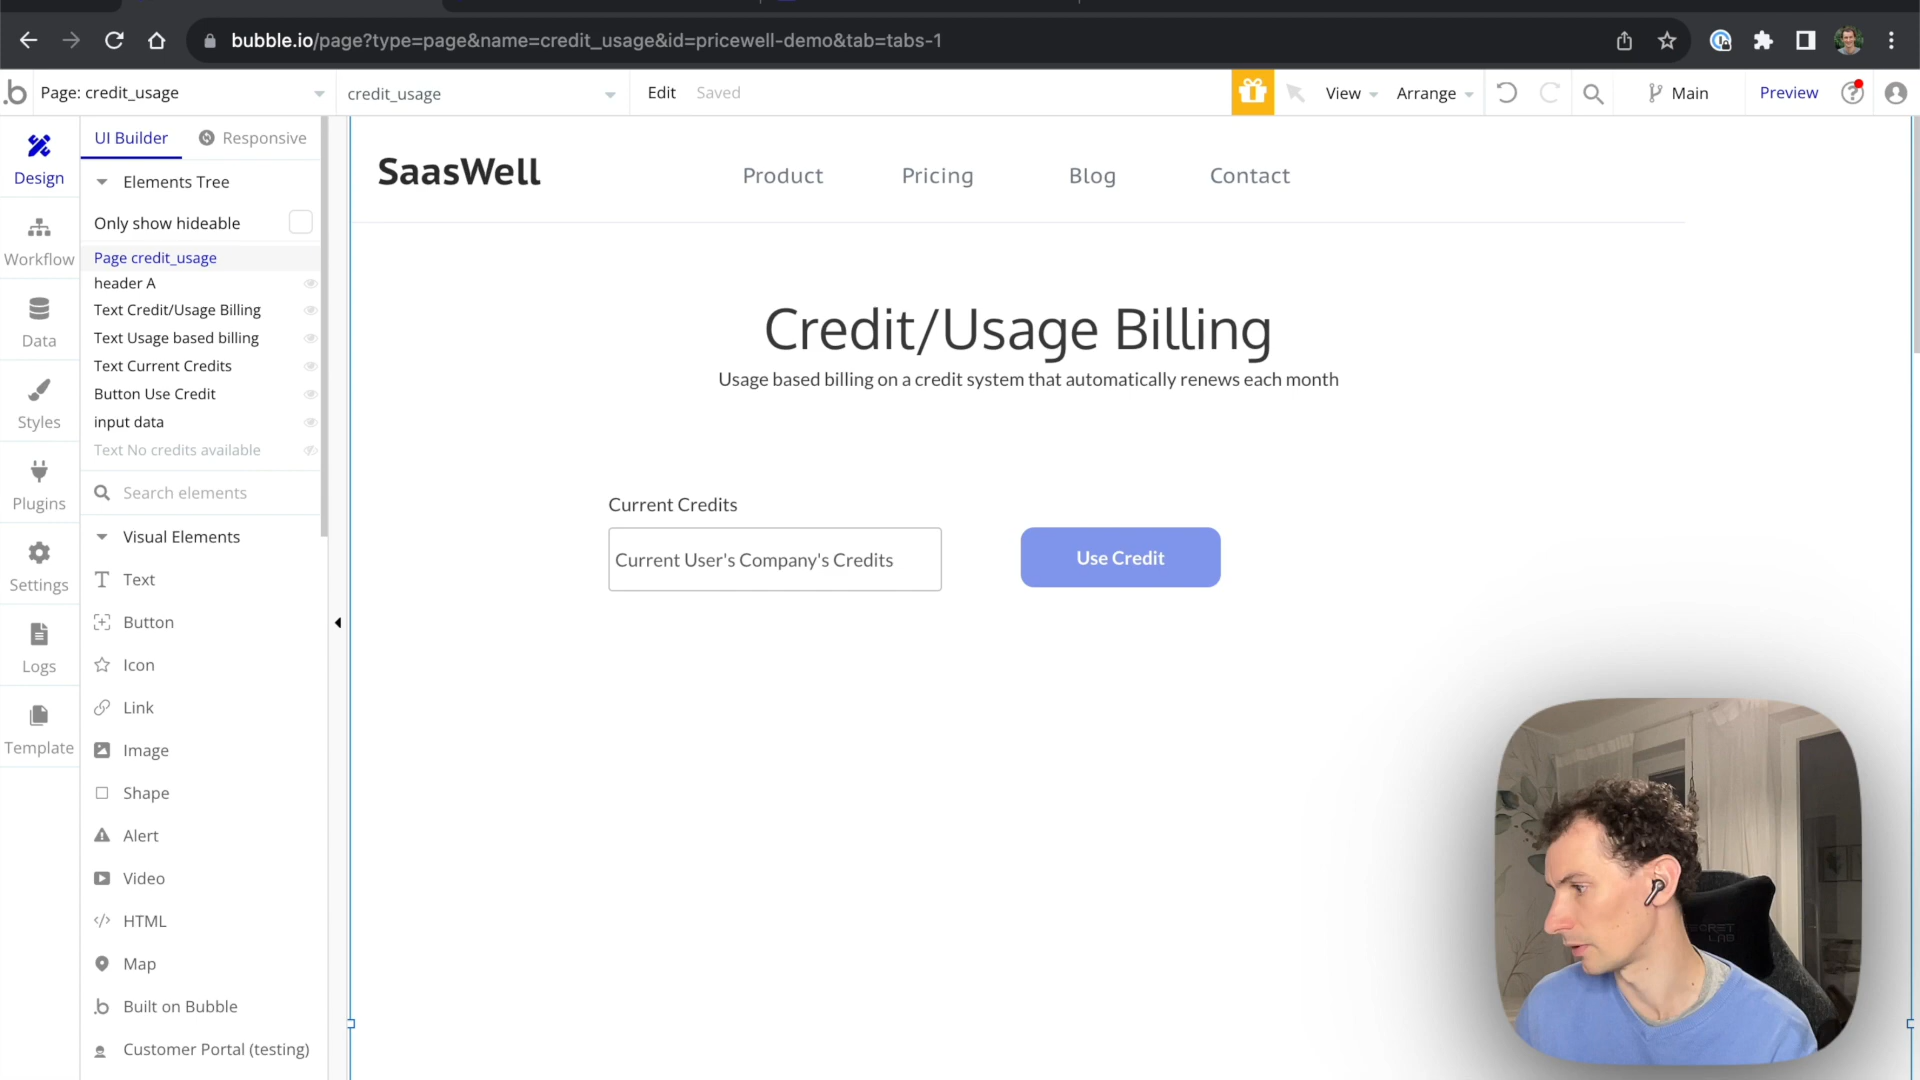 bubble.io/page?type=page&name=credit_usage&id=pricewell-demo&tab=tabs-1
.b
Page: credit_usage
credit_usage
Edit
Saved
View
Arrange
Main
Preview
Design
Workflow
Data
Styles
Plugins
Settings
Logs
Template
UI Builder
Responsive
Elements Tree
Only show hideable
Page credit_usage
header A
Text Credit/Usage Billing
Text Usage based billing
Text Current Credits
Button Use Credit
input data
Text No credits available
Search elements
Visual Elements
Text
Button
Icon
Link
Image
Shape
Alert
Video
HTML
Map
Built on Bubble
Customer Portal (testing)
SaasWell
Product
Pricing
Blog
Contact
Credit/Usage Billing
Usage based billing on a credit system that automatically renews each month
Current Credits
Current User's Company's Credits
Use Credit